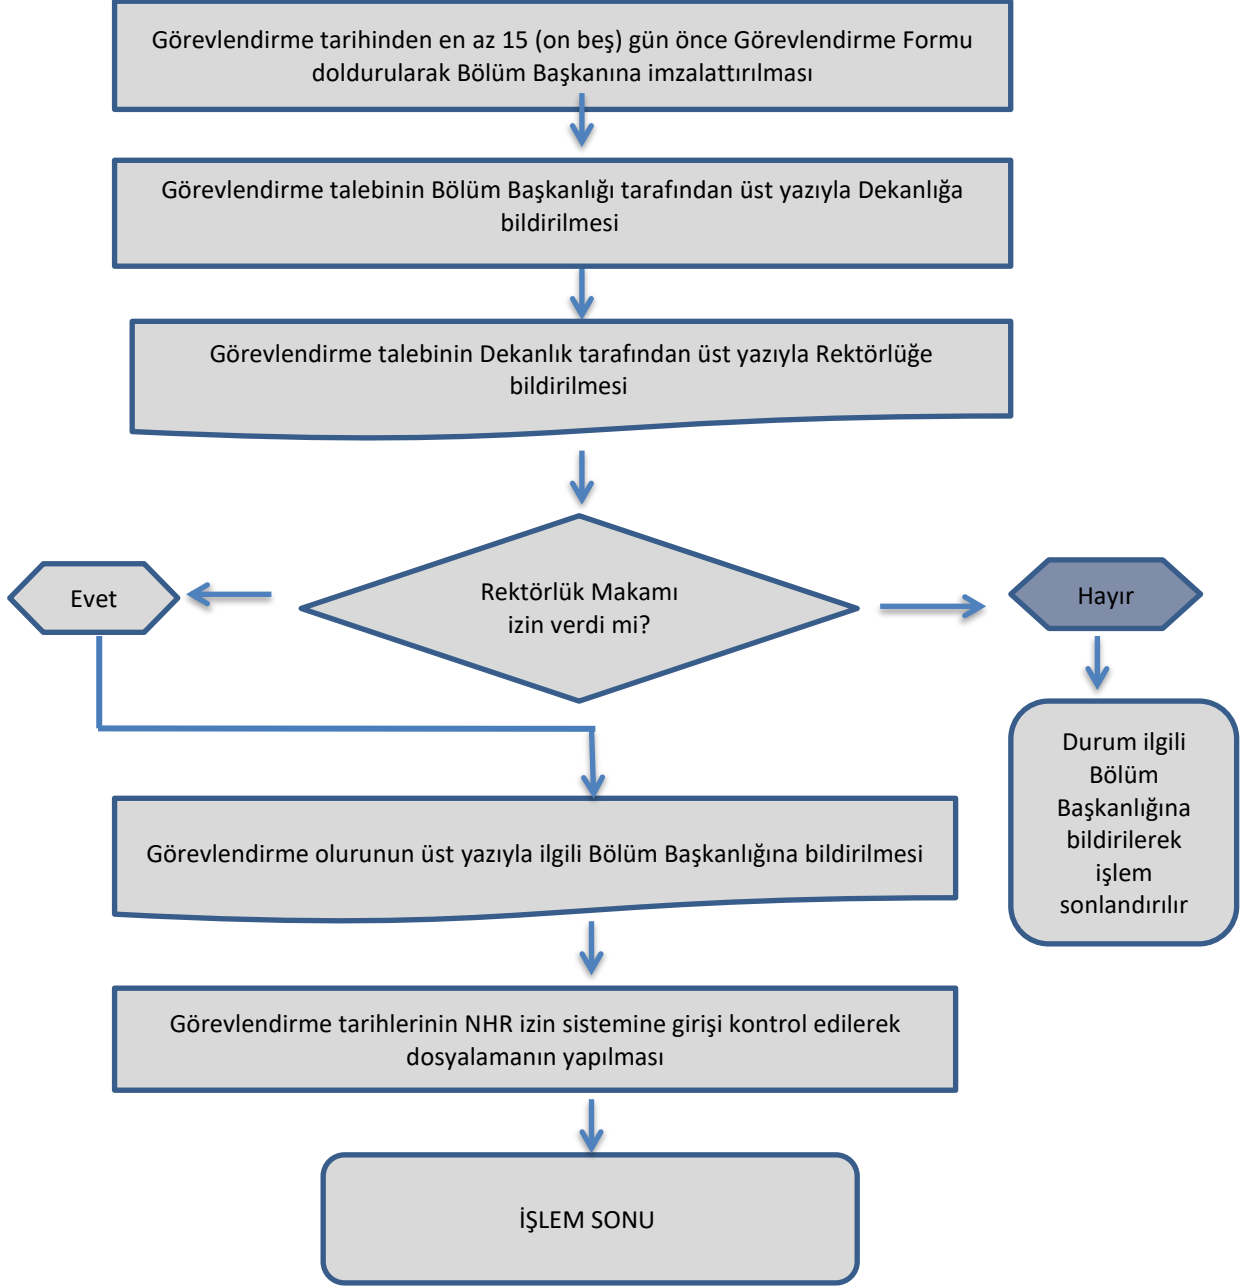 Görevlendirme tarihinden en az 15 (on beş) gün önce Görevlendirme Formu
doldurularak Bölüm Başkanına imzalattırılması
Görevlendirme talebinin Bölüm Başkanlığı tarafından üst yazıyla Dekanlığa
bildirilmesi
Görevlendirme talebinin Dekanlık tarafından üst yazıyla Rektörlüğe
bildirilmesi
Rektörlük Makamı
izin verdi mi?
Evet
Hayır
Durum ilgili
Bölüm
Başkanlığına
bildirilerek
işlem
sonlandırılır
Görevlendirme olurunun üst yazıyla ilgili Bölüm Başkanlığına bildirilmesi
Görevlendirme tarihlerinin NHR izin sistemine girişi kontrol edilerek
dosyalamanın yapılması
İŞLEM SONU